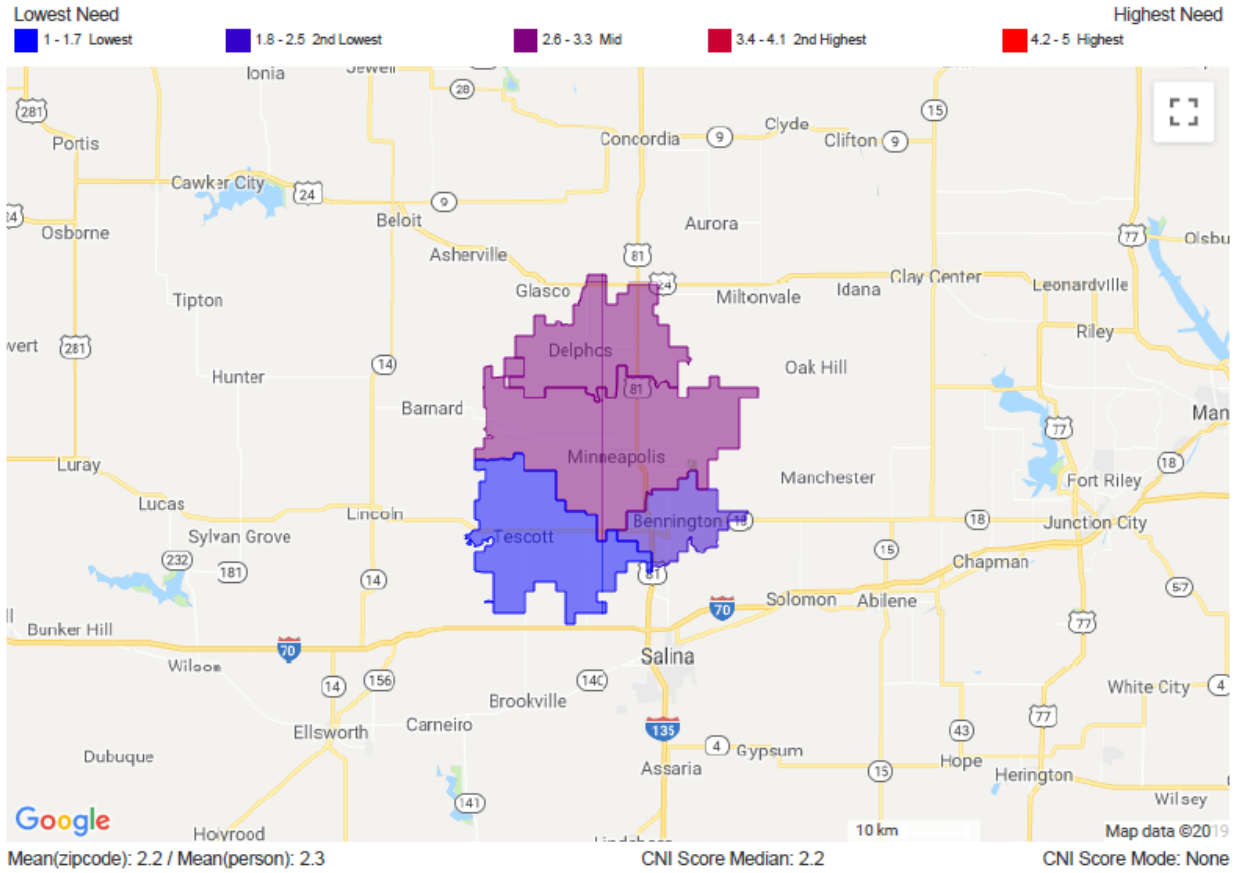 Lowest Need
Highest Need
1 - 1.7 Lowest
1.8 - 2.5 2nd Lowest
2.6 - 3.3 Mid
3.4 - 4.1 2nd Highest
4.2 - 5 Highest
Ionia
Jewell
28
15
281
Portis
Concordia
9
Clyde
Clifton
9
Cawker City
24
9
24
Beloit
Osborne
Aurora
77
Olsbu
Asherville
81
24
Clay Center
Glasco
Miltonvale
Idana
Leonardville
Tipton
Riley
vert
281
Delphos
14
Oak Hill
Hunter
81
Barnard
Man
77
Minneapolis
Luray
Manchester
18
Fort Riley
Lucas
Lincoln
Bennington
18
18
Junction City
Sylvan Grove
Tescott
15
232
181
14
81
Chapman
57
Solomon
Abilene
70
ll
Bunker Hill
77
70
Wilson
Salina
14
156
140
White City
4
Brookville
77
Ellsworth
Carneiro
135
43
4
Gypsum
Dubuque
Assaria
15
Hope
Herington
141
Wilsey
Google
Holyrood
10 km
Map data ©2019
Mean(zipcode): 2.2 / Mean(person): 2.3
CNI Score Median: 2.2
CNI Score Mode: None